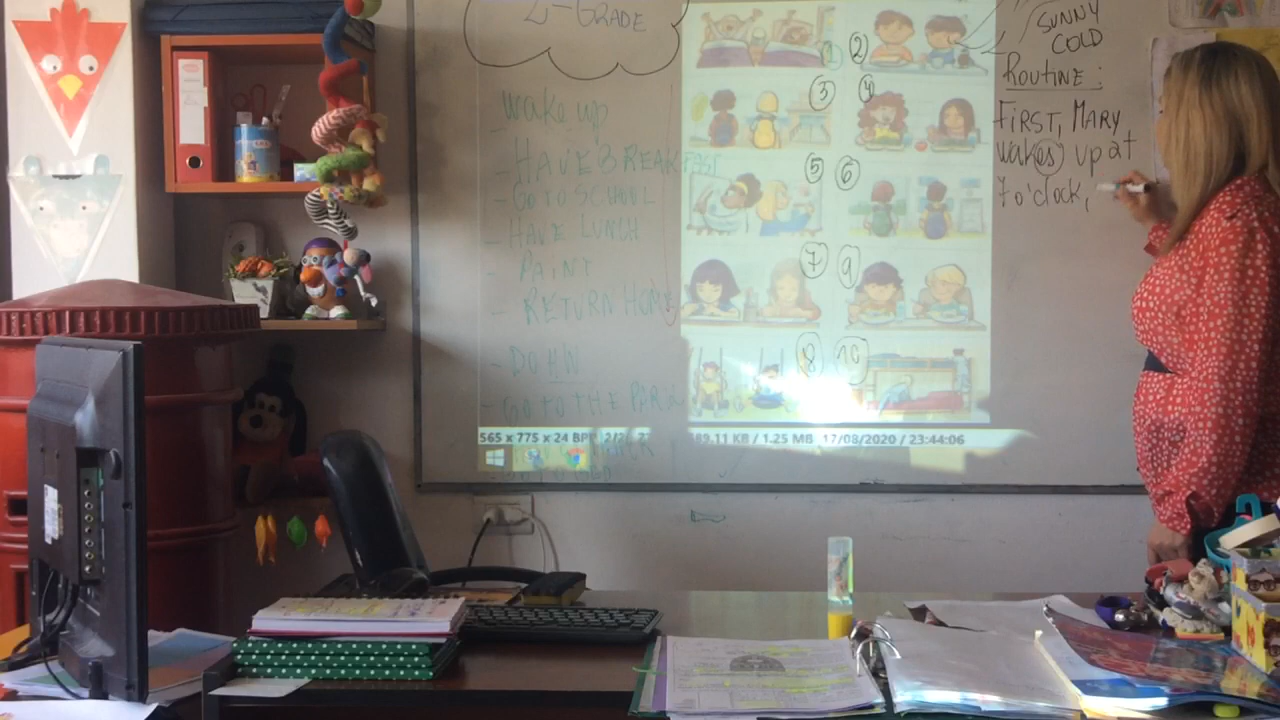 2-GRADE
wake up
- HAVE BREAKFAST
- GO TO SCHOOL
- HAVE LUNCH
- PAINT
- RETURN HOME
- DO HW
- GO TO THE PARK
1
2
3
4
5
6
7
9
8
10
SUNNY
COLD
ROUTINE:
FIRST, MARY
wakes up at
7 o'clock,
565 x 775 x 24 BPP
1.25 MB 17/08/2020 / 23:44:06